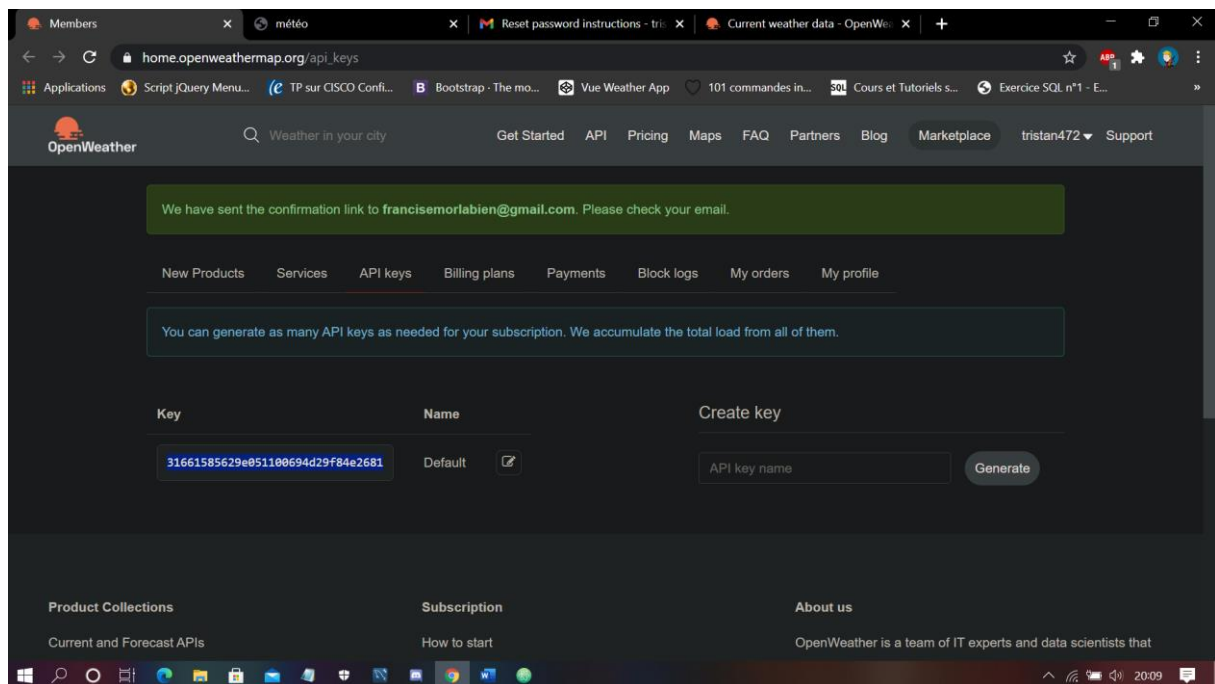 Members
météo
Reset password instructions - tris
Current weather data - OpenWea
home.openweathermap.org/api_keys
ABP
1
Applications
Script jQuery Menu...
TP sur CISCO Confi...
B
Bootstrap · The mo...
Vue Weather App
101 commandes in...
SQL
Cours et Tutoriels s...
Exercice SQL n°1 - E...
»
OpenWeather
Weather in your city
Get Started
API
Pricing
Maps
FAQ
Partners
Blog
Marketplace
tristan472
Support
We have sent the confirmation link to francisemorlabien@gmail.com. Please check your email.
New Products
Services
API keys
Billing plans
Payments
Block logs
My orders
My profile
You can generate as many API keys as needed for your subscription. We accumulate the total load from all of them.
Key
Name
Create key
31661585629e051100694d29f84e2681
Default
API key name
Generate
Product Collections
Subscription
About us
Current and Forecast APIs
How to start
OpenWeather is a team of IT experts and data scientists that
20:09